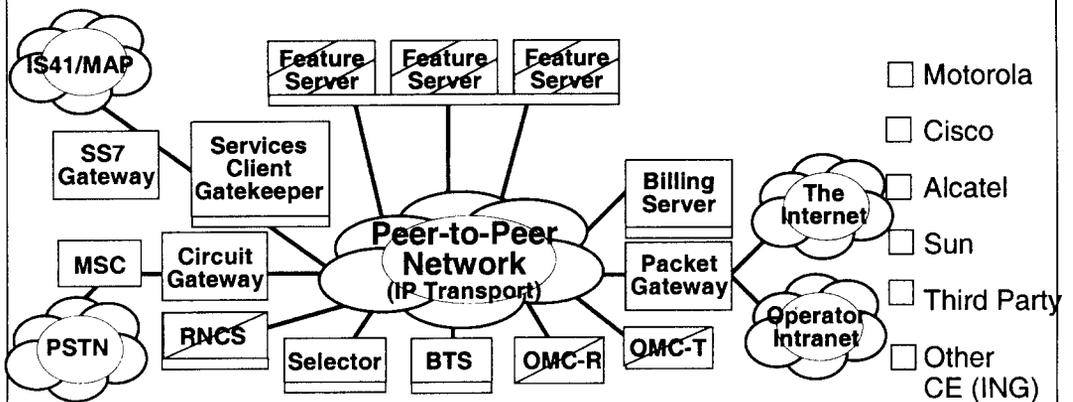 IS41/MAP
Feature
Server
Feature
Server
Feature
Server
SS7
Gateway
Services
Client
Gatekeeper
Billing
Server
The
Internet
MSC
Circuit
Gateway
Peer-to-Peer
Network
(IP Transport)
Packet
Gateway
PSTN
RNCS
Selector
BTS
OMC-R
OMC-T
Operator
Intranet
Motorola
Cisco
Alcatel
Sun
Third Party
Other
CE (ING)